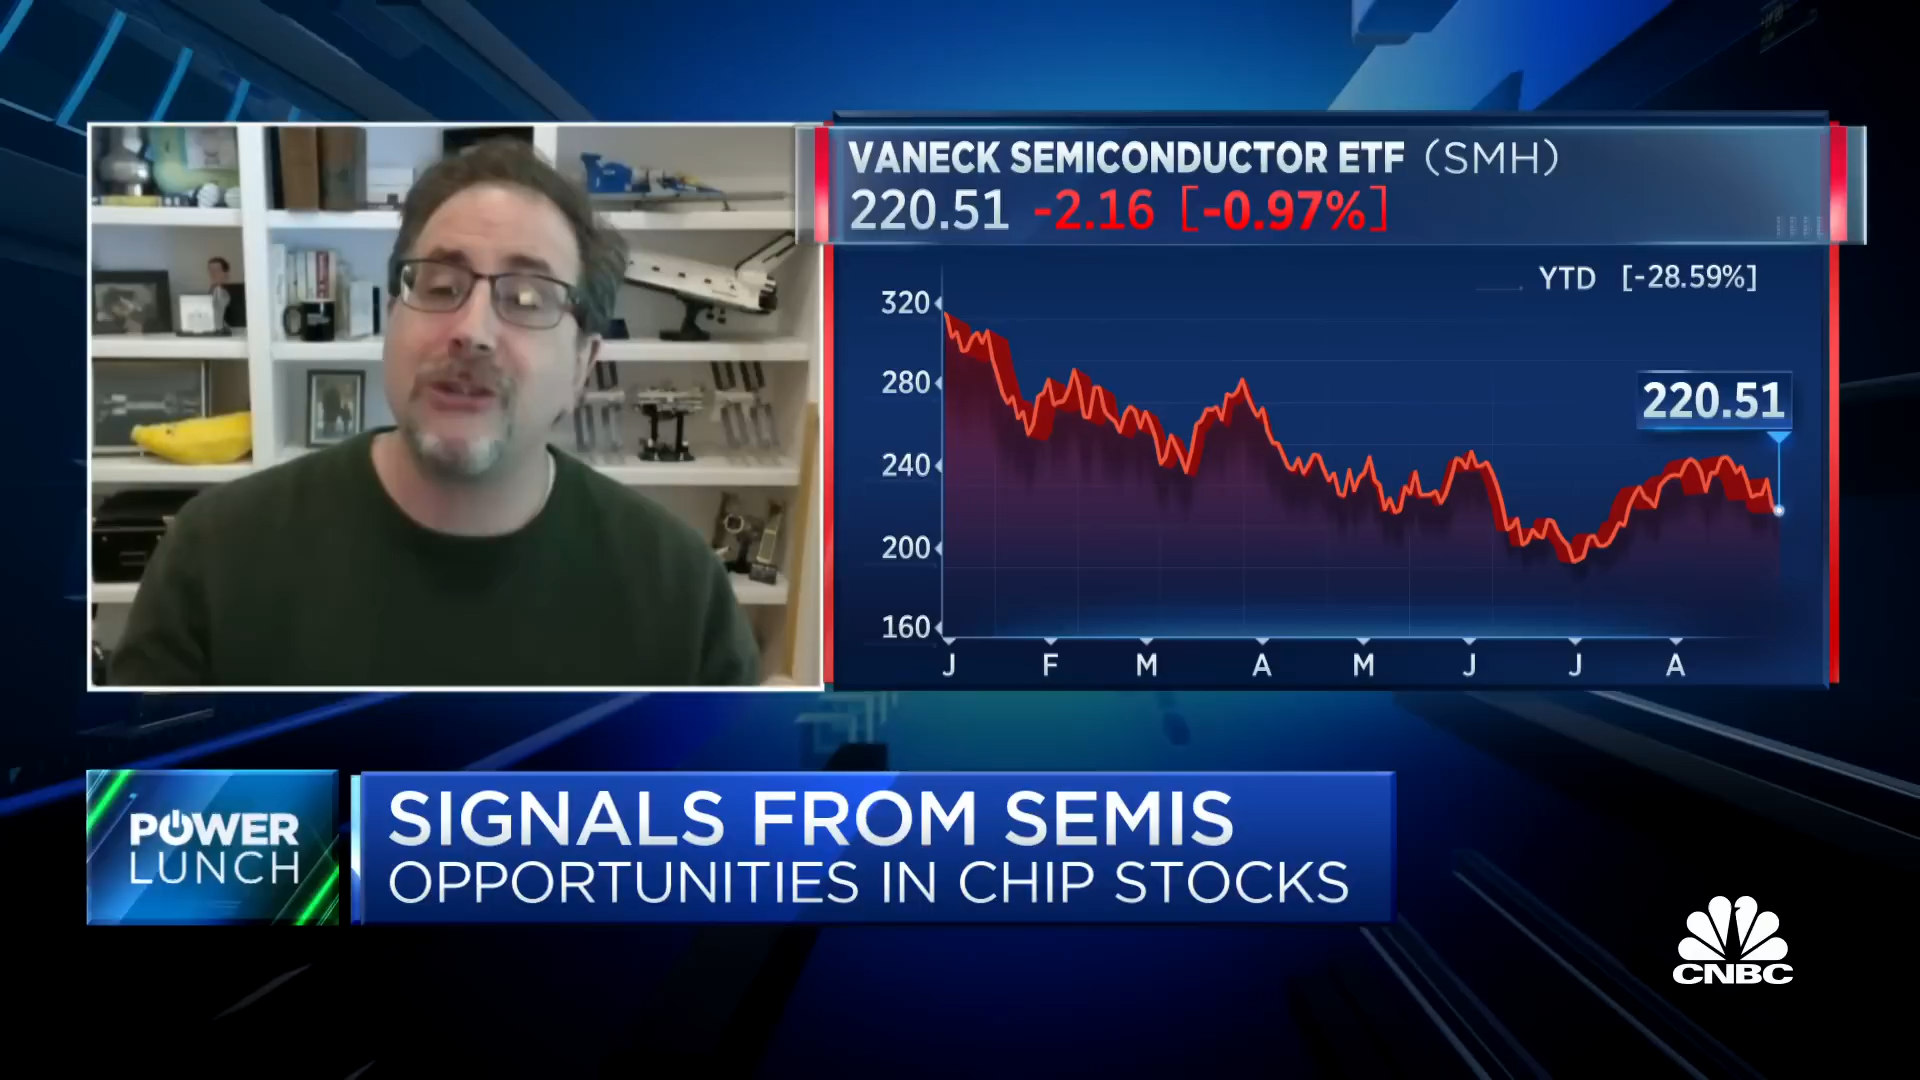 VANECK SEMICONDUCTOR ETF (SMH)
220.51 -2.16 [-0.97%]
YTD [-28.59%]
320
280
240
200
160
220.51
J F M A M J J A
POWER
LUNCH
SIGNALS FROM SEMIS
OPPORTUNITIES IN CHIP STOCKS
CNBC